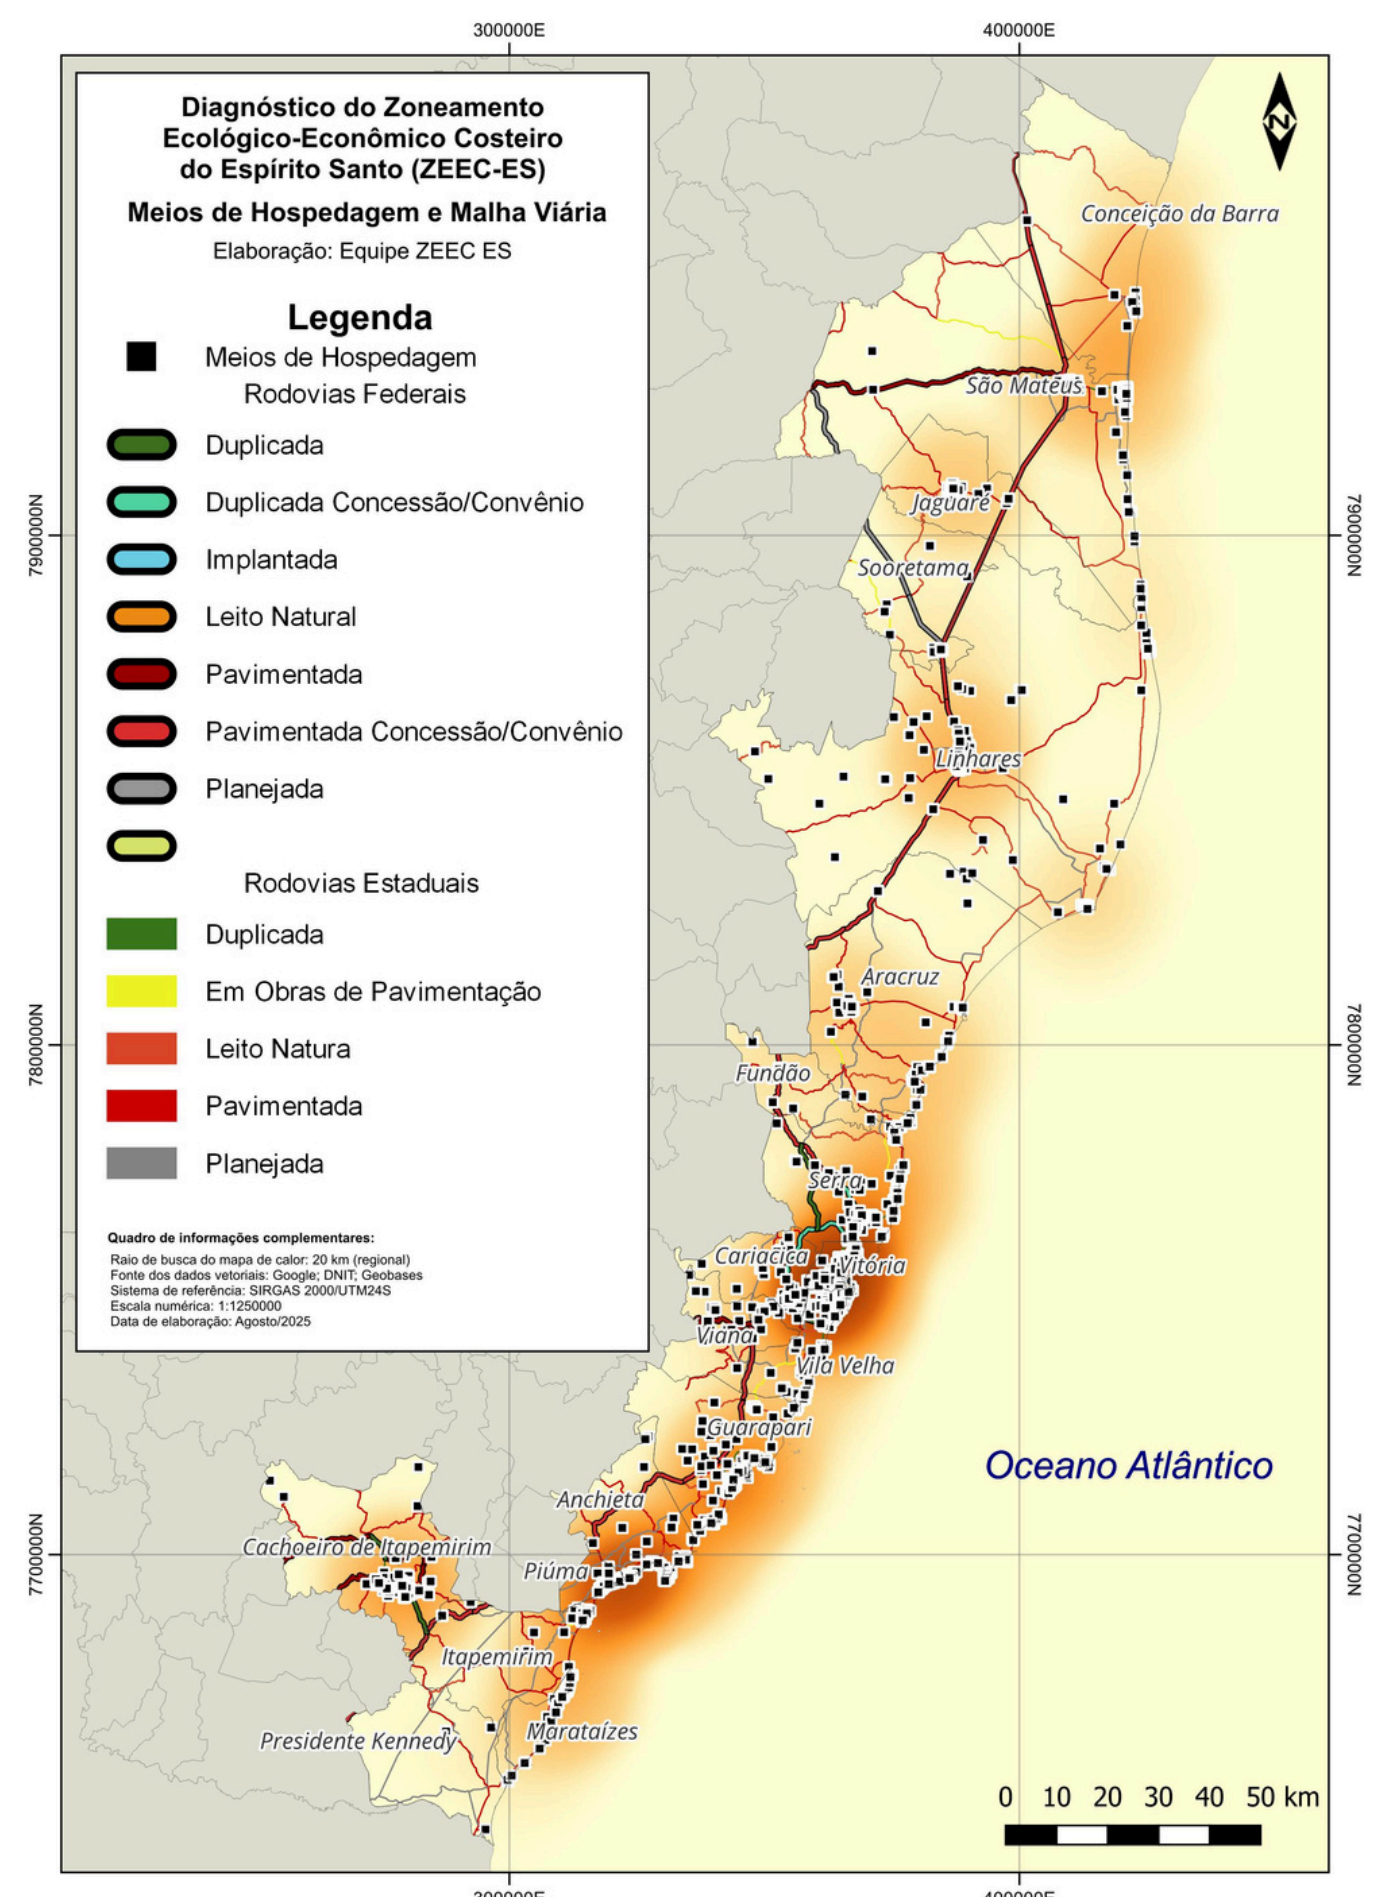 300000E
400000E
Diagnóstico do Zoneamento
Ecológico-Econômico Costeiro
do Espírito Santo (ZEEC-ES)
Meios de Hospedagem e Malha Viária
Elaboração: Equipe ZEEC ES
Legenda
Meios de Hospedagem
Rodovias Federais
Duplicada
Duplicada Concessão/Convênio
Implantada
Leito Natural
Pavimentada
Pavimentada Concessão/Convênio
Planejada
Rodovias Estaduais
Duplicada
Em Obras de Pavimentação
Leito Natura
Pavimentada
Planejada
Quadro de informações complementares:
Raio de busca do mapa de calor: 20 km (regional)
Fonte dos dados vetoriais: Google; DNIT; Geobases
Sistema de referência: SIRGAS 2000/UTM24S
Escala numérica: 1:1250000
Data de elaboração: Agosto/2025
N
Conceição da Barra
São Mateus
Jaguaré
Sooretama
Linhares
Aracruz
Fundão
Serra
Cariacica
Vitória
Viana
Vila Velha
Guarapari
Oceano Atlântico
Anchieta
Cachoeiro de Itapemirim
Piúma
Itapemirim
Presidente Kennedy
Marataízes
7900000N
7900000N
7800000N
7800000N
7700000N
7700000N
0 10 20 30 40 50 km
300000E
400000E